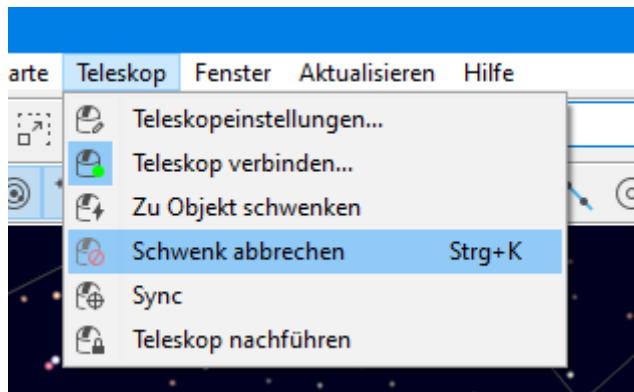 arte Teleskop Fenster Aktualisieren Hilfe
Teleskopeinstellungen...
Teleskop verbinden...
Zu Objekt schwenken
Schwenk abbrechen Strg+K
Sync
Teleskop nachführen